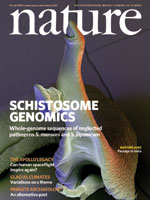 nature
SCHISTOSOME
GENOMICS
Whole-genome sequences of neglected
pathogens S. mansoni and S. japonicum
THE APOLLO LEGACY
Can human spaceflight
inspire again?
GLACIAL CLIMATES
Variations on a theme
PRIMATE ARCHAEOLOGY
An alternative past